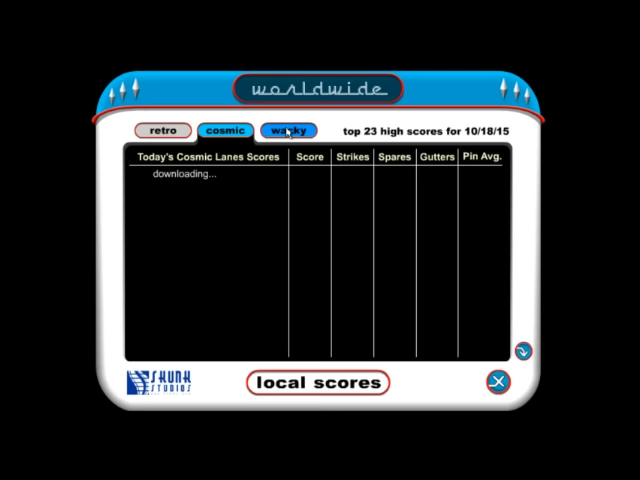 worldwide
retro cosmic wacky top 23 high scores for 10/18/15
Today's Cosmic Lanes Scores Score Strikes Spares Gutters Pin Avg.
downloading...
SKUNK
STUDIOS
local scores